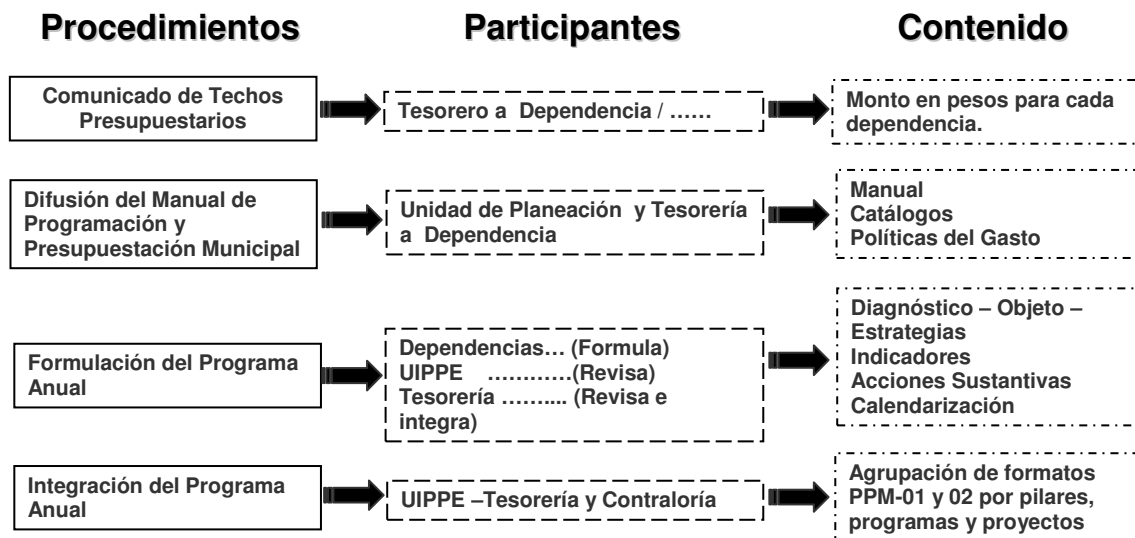 Procedimientos Participantes Contenido
Comunicado de Techos
Presupuestarios
Tesorero a Dependencia / ……
Monto en pesos para cada
dependencia.
Difusión del Manual de
Programación y
Presupuestación Municipal
Unidad de Planeación y Tesorería
a Dependencia
Manual
Catálogos
Políticas del Gasto
Formulación del Programa
Anual
Dependencias… (Formula)
UIPPE …………(Revisa)
Tesorería ……... (Revisa e
integra)
Diagnóstico – Objeto –
Estrategias
Indicadores
Acciones Sustantivas
Calendarización
Integración del Programa
Anual
UIPPE –Tesorería y Contraloría
Agrupación de formatos
PPM-01 y 02 por pilares,
programas y proyectos